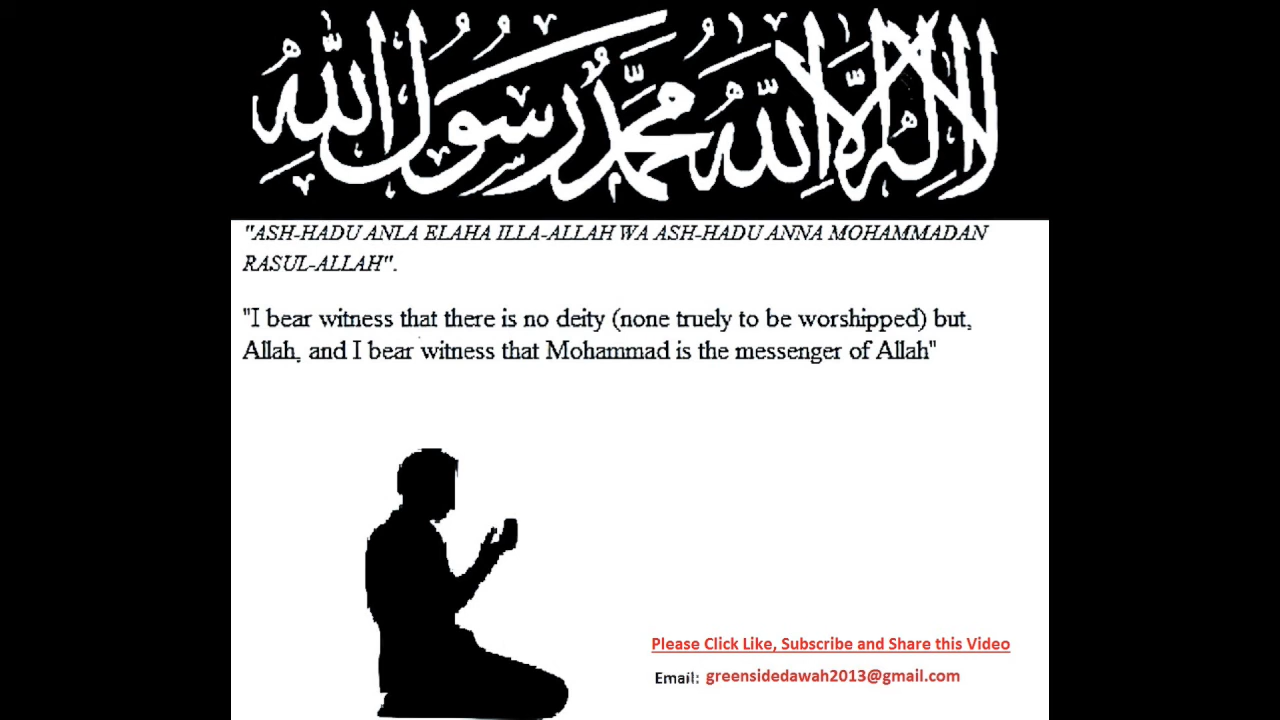 لا إله إلا الله محمد رسول الله
"ASH-HADU ANLA ELAHA ILLA-ALLAH WA ASH-HADU ANNA MOHAMMADAN
RASUL-ALLAH".
"I bear witness that there is no deity (none truely to be worshipped) but,
Allah, and I bear witness that Mohammad is the messenger of Allah"
Please Click Like, Subscribe and Share this Video
Email: greensidedawah2013@gmail.com